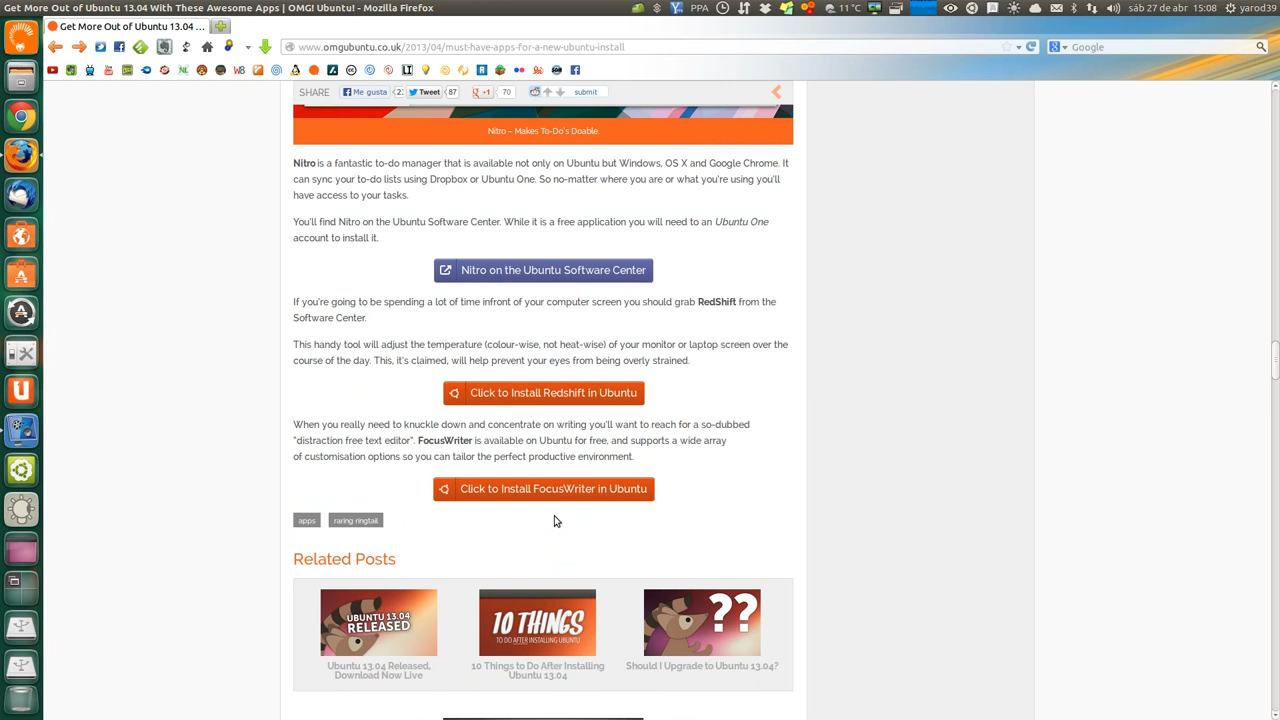 Get More Out of Ubuntu 13.04 With These Awesome Apps | OMG! Ubuntu! - Mozilla Firefox
PPA
11°C
sáb 27 de abr, 15:08
yarod39
Get More Out of Ubuntu 13.04 ...
www.omgubuntu.co.uk/2013/04/must-have-apps-for-a-new-ubuntu-install
Google
SHARE
Me gusta
Tweet
87
+1
70
submit
Nitro – Makes To-Do's Doable.
Nitro is a fantastic to-do manager that is available not only on Ubuntu but Windows, OS X and Google Chrome. It
can sync your to-do lists using Dropbox or Ubuntu One. So no-matter where you are or what you're using you'll
have access to your tasks.
You'll find Nitro on the Ubuntu Software Center. While it is a free application you will need to an Ubuntu One
account to install it.
Nitro on the Ubuntu Software Center
If you're going to be spending a lot of time infront of your computer screen you should grab RedShift from the
Software Center.
This handy tool will adjust the temperature (colour-wise, not heat-wise) of your monitor or laptop screen over the
course of the day. This, it's claimed, will help prevent your eyes from being overly strained.
Click to Install Redshift in Ubuntu
When you really need to knuckle down and concentrate on writing you'll want to reach for a so-dubbed
"distraction free text editor". FocusWriter is available on Ubuntu for free, and supports a wide array
of customisation options so you can tailor the perfect productive environment.
Click to Install FocusWriter in Ubuntu
apps
raring ringtail
Related Posts
UBUNTU 13.04
RELEASED
10 THINGS
TO DO AFTER INSTALLING UBUNTU
??
Ubuntu 13.04 Released,
Download Now Live
10 Things to Do After Installing
Ubuntu 13.04
Should I Upgrade to Ubuntu 13.04?